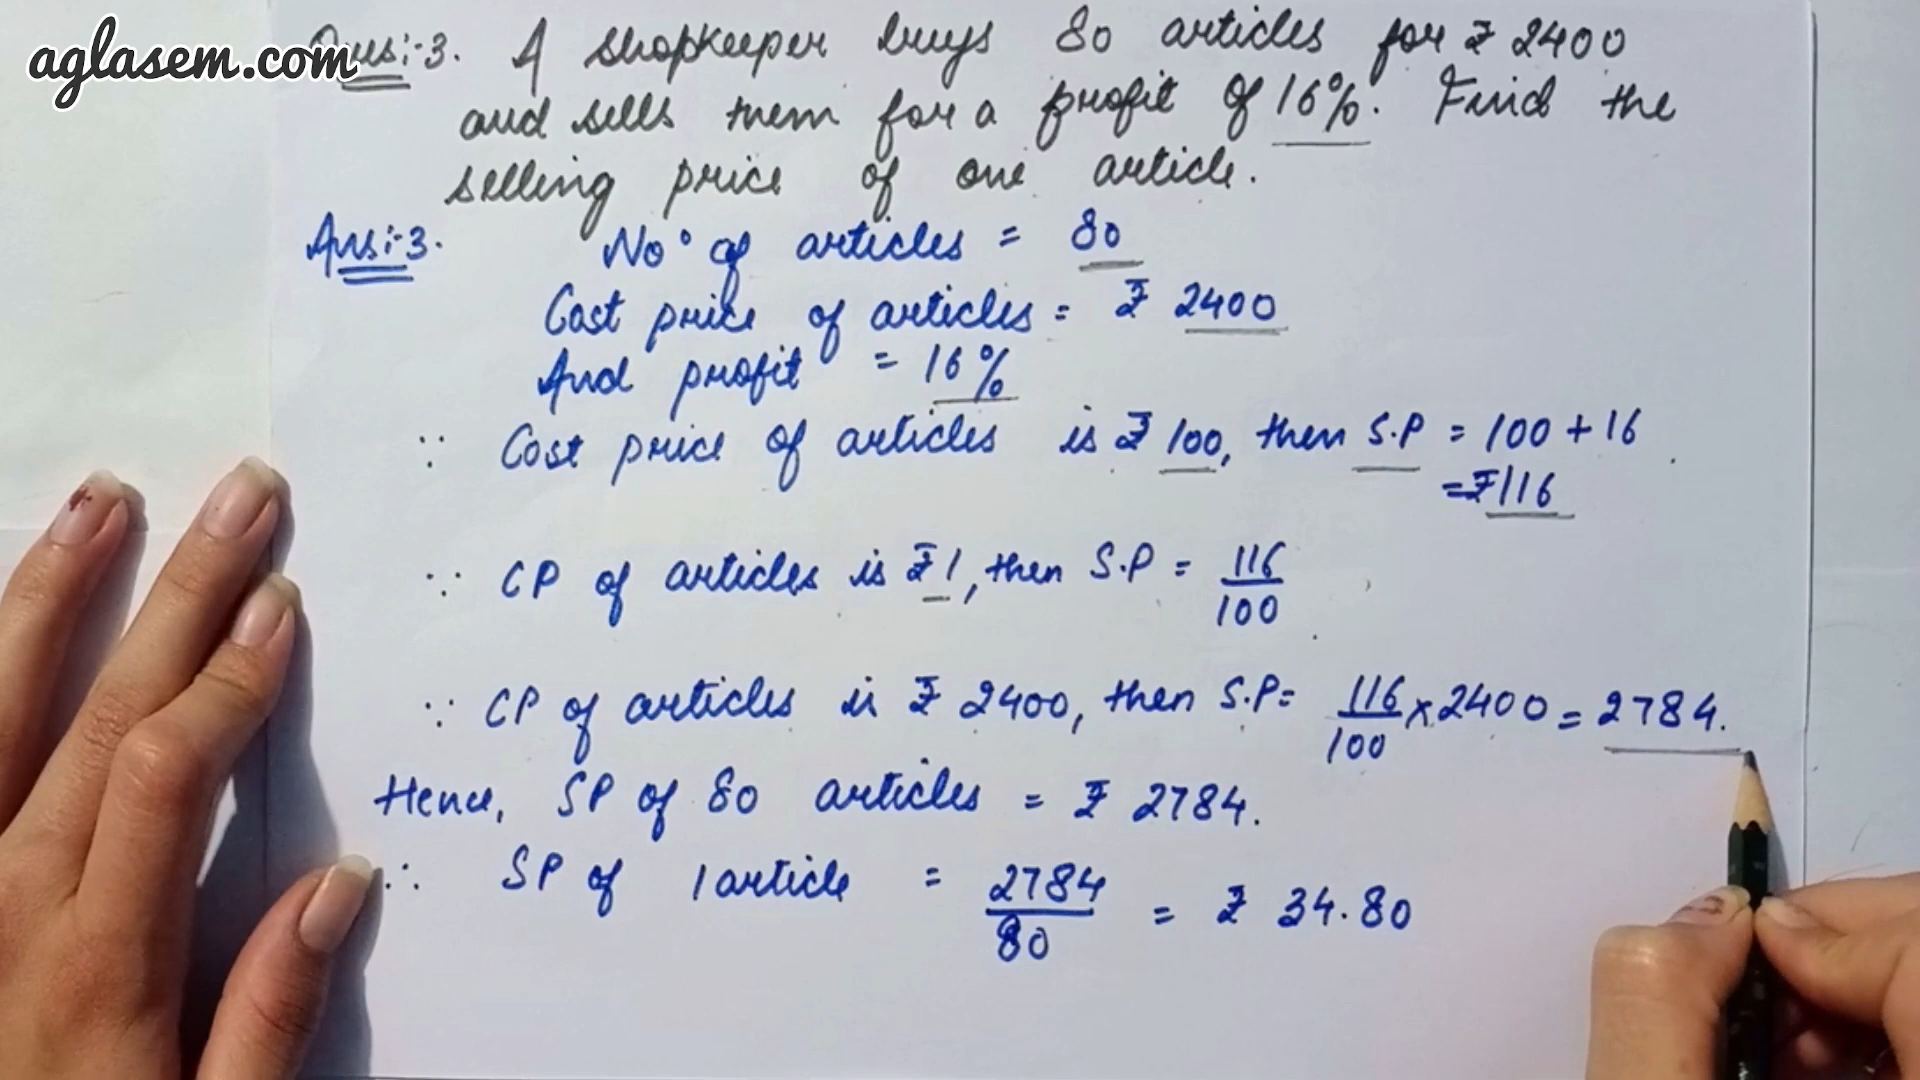 aglasem.com
Ques:-3. A shopkeeper buys 80 articles for ₹ 2400
and sells them for a profit of 16%. Find the
selling price of one article.
Ans:-3. No° of articles = 80
Cost price of articles = ₹ 2400
And profit = 16%
∵ Cost price of articles is ₹ 100, then S.P = 100 + 16
= ₹116
∵ CP of articles is ₹1, then S.P = 116/100
∵ CP of articles is ₹ 2400, then S.P = 116/100 × 2400 = 2784.
Hence, SP of 80 articles = ₹ 2784.
∴ SP of 1 article = 2784/80 = ₹ 34.80